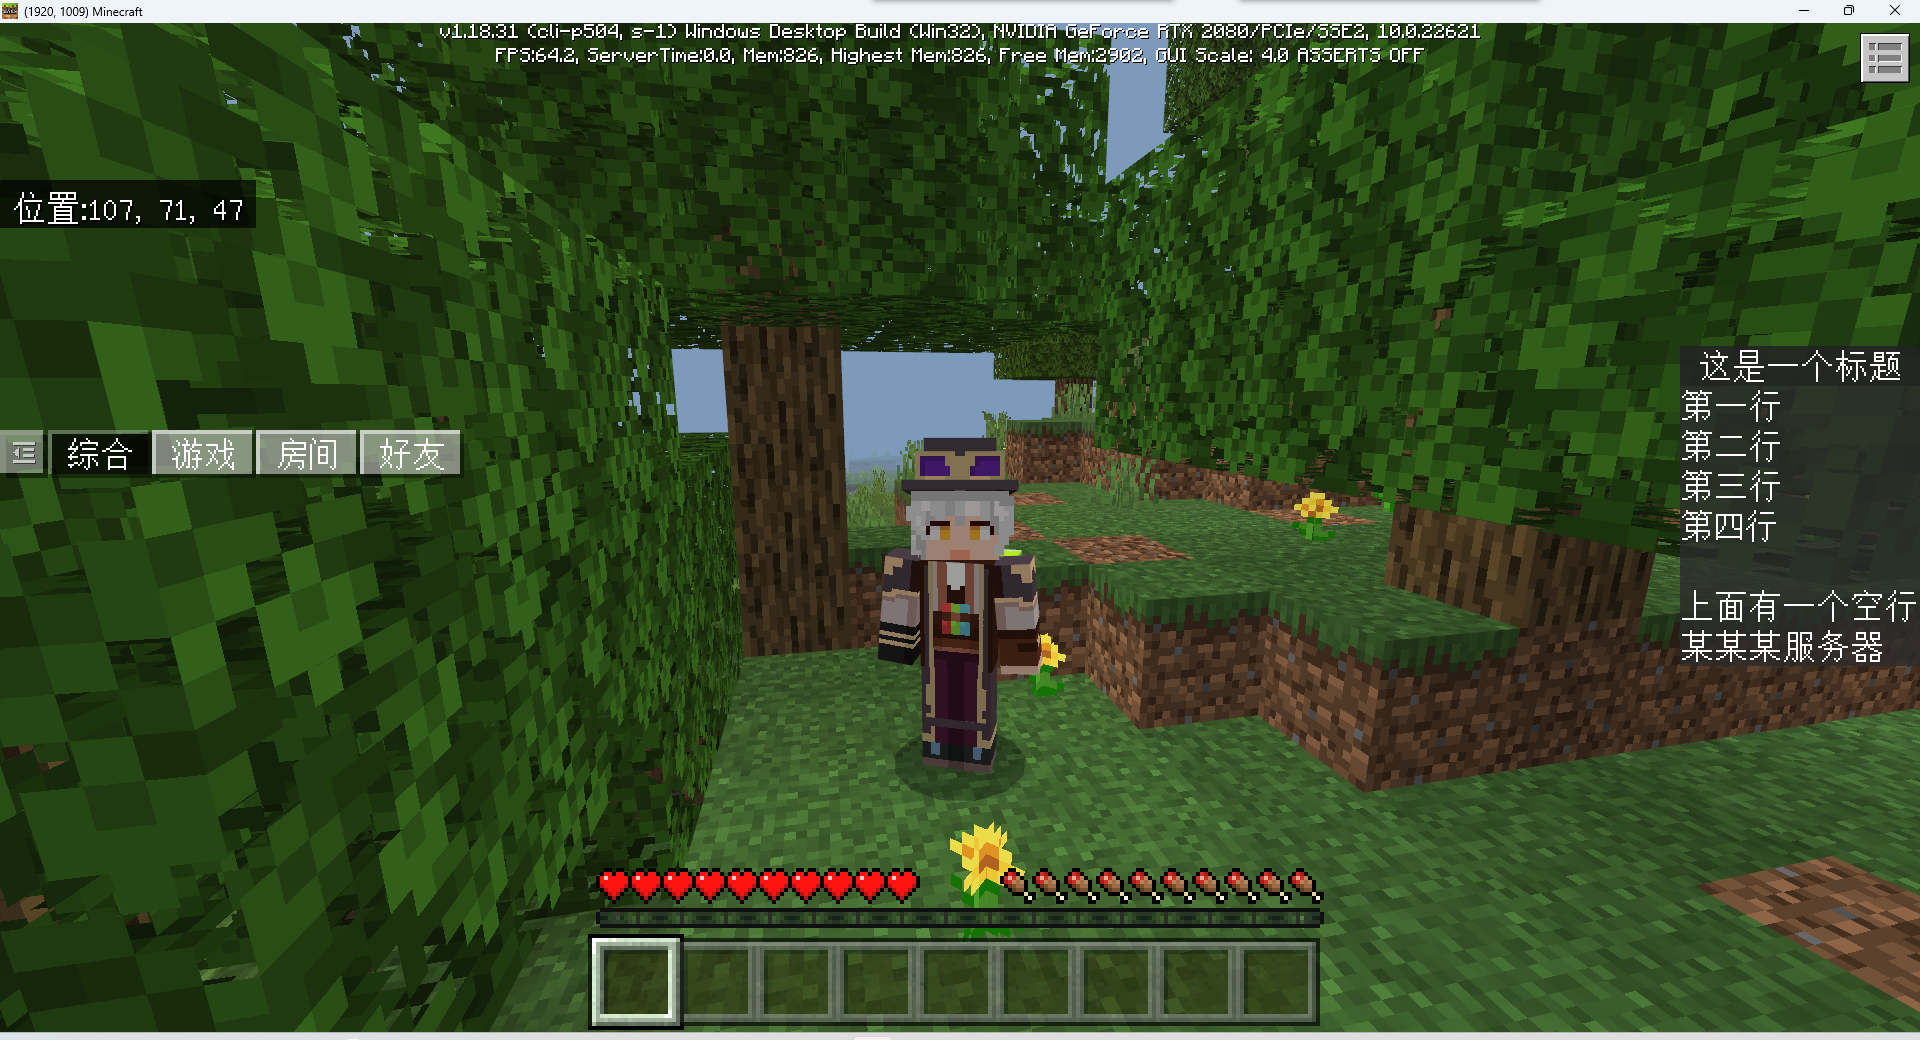 (1920, 1009) Minecraft
v1.18.31 (cli-p504, s-1) Windows Desktop Build (Win32), NVIDIA GeForce RTX 2080/PCIe/SSE2, 10.0.22621
FPS:64.2, ServerTime:0.0, Mem:826, Highest Mem:826, Free Mem:2902, GUI Scale: 4.0 ASSERTS OFF
位置:107, 71, 47
综合 游戏 房间 好友
这是一个标题
第一行
第二行
第三行
第四行
上面有一个空行
某某某服务器